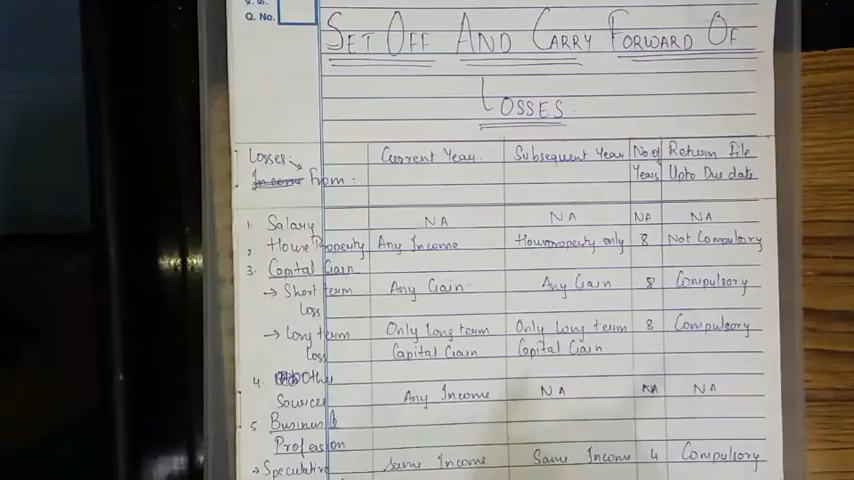 Q. No.
SET OFF AND CARRY FORWARD OF
LOSSES
Losses Current Year. Subsequent Year No of Return File
From: Years Upto Due date
1. Salary NA NA NA NA
2. House Property Any Income only 8 Not Compulsory
3. Capital Gain
→ Short term Any Gain Any Gain 8 Compulsory
Loss
→ Long term Only Long term Only Long term 8 Compulsory
Loss Capital Gain Capital Gain
4.
Sources Any Income NA NA NA
5. Business &
Profession
→ Speculative Same Income Same Income 4 Compulsory